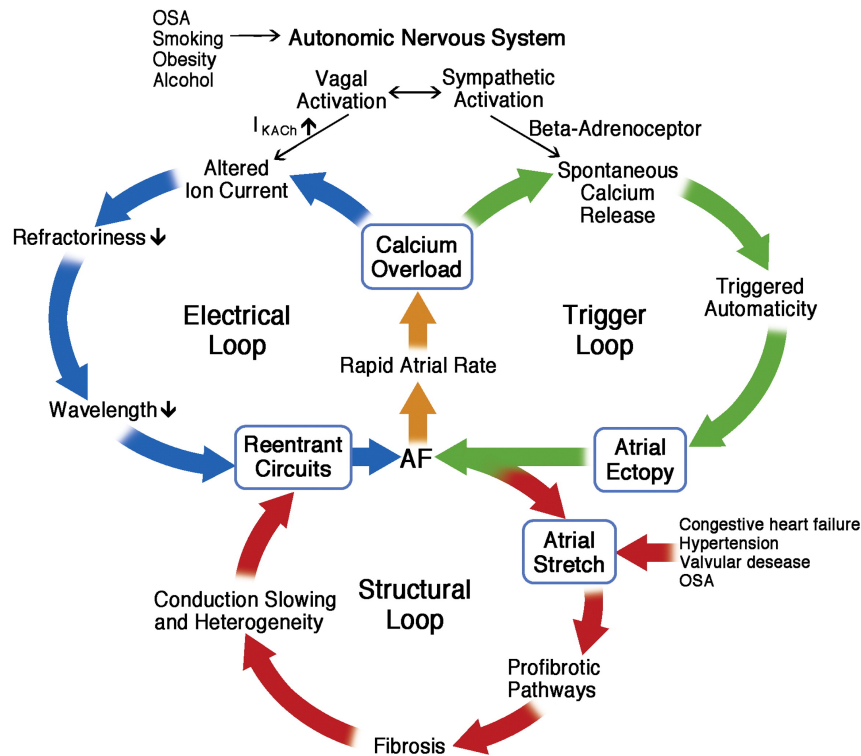 OSA
Smoking
Obesity
Alcohol
Autonomic Nervous System
Vagal
Activation
Sympathetic
Activation
I KACh ↑
Beta-Adrenoceptor
Altered
Ion Current
Spontaneous
Calcium
Release
Refractoriness ↓
Calcium
Overload
Triggered
Automaticity
Electrical
Loop
Trigger
Loop
Rapid Atrial Rate
Wavelength ↓
Reentrant
Circuits
AF
Atrial
Ectopy
Atrial
Stretch
Congestive heart failure
Hypertension
Valvular desease
OSA
Conduction Slowing
and Heterogeneity
Structural
Loop
Profibrotic
Pathways
Fibrosis